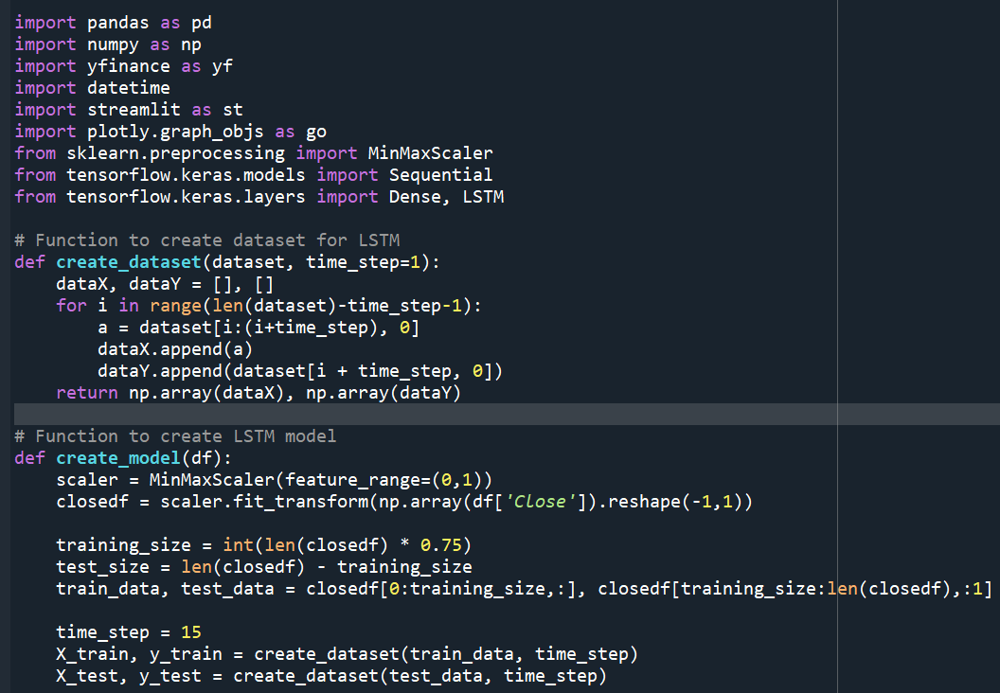 import pandas as pd
import numpy as np
import yfinance as yf
import datetime
import streamlit as st
import plotly.graph_objs as go
from sklearn.preprocessing import MinMaxScaler
from tensorflow.keras.models import Sequential
from tensorflow.keras.layers import Dense, LSTM

# Function to create dataset for LSTM
def create_dataset(dataset, time_step=1):
    dataX, dataY = [], []
    for i in range(len(dataset)-time_step-1):
        a = dataset[i:(i+time_step), 0]
        dataX.append(a)
        dataY.append(dataset[i + time_step, 0])
    return np.array(dataX), np.array(dataY)

# Function to create LSTM model
def create_model(df):
    scaler = MinMaxScaler(feature_range=(0,1))
    closedf = scaler.fit_transform(np.array(df['Close']).reshape(-1,1))

    training_size = int(len(closedf) * 0.75)
    test_size = len(closedf) - training_size
    train_data, test_data = closedf[0:training_size,:], closedf[training_size:len(closedf),:1]

    time_step = 15
    X_train, y_train = create_dataset(train_data, time_step)
    X_test, y_test = create_dataset(test_data, time_step)